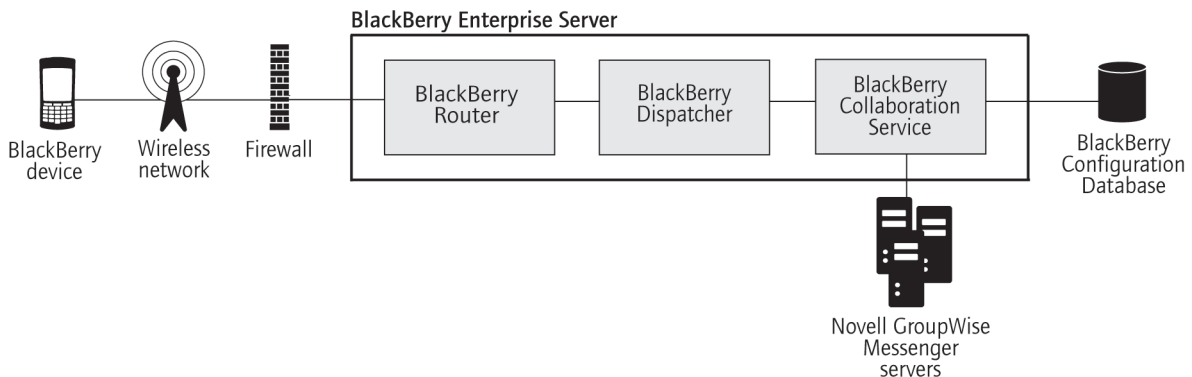 BlackBerry Enterprise Server
BlackBerry
device
Wireless
network
Firewall
BlackBerry
Router
BlackBerry
Dispatcher
BlackBerry
Collaboration
Service
BlackBerry
Configuration
Database
Novell GroupWise
Messenger
servers